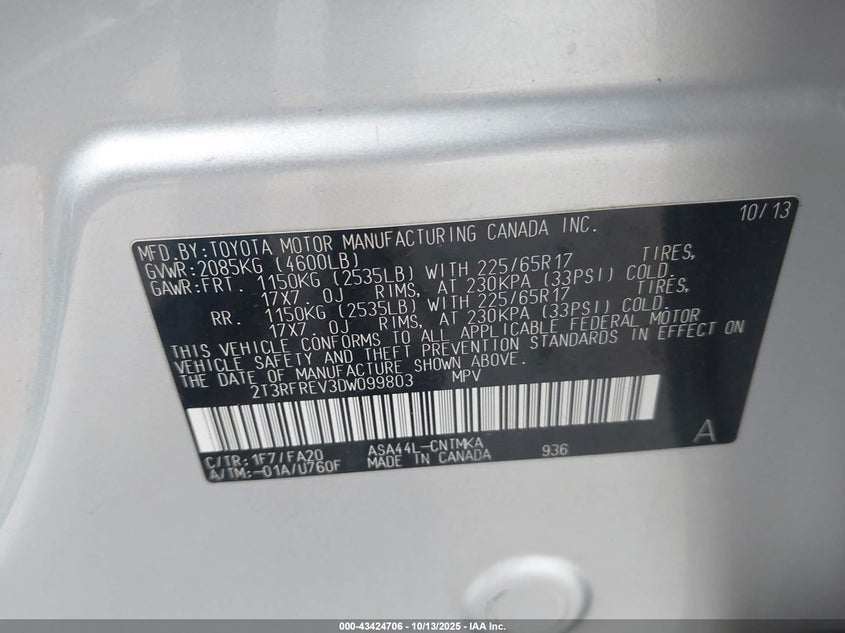 10/13
MFD.BY:TOYOTA MOTOR MANUFACTURING CANADA INC.
GVWR:2085KG (4600LB)
GAWR:FRT. 1150KG (2535LB) WITH 225/65R17 TIRES,
17X7 0J RIMS, AT 230KPA (33PSI) COLD.
RR. 1150KG (2535LB) WITH 225/65R17 TIRES,
17X7 0J RIMS, AT 230KPA (33PSI) COLD.
THIS VEHICLE CONFORMS TO ALL APPLICABLE FEDERAL MOTOR
VEHICLE SAFETY AND THEFT PREVENTION STANDARDS IN EFFECT ON
THE DATE OF MANUFACTURE SHOWN ABOVE.
2T3RFREV3DW099803 MPV
C/TR:1F7/FA20 ASA44L-CNTMKA 936 A
A/TM:-01A/U760F MADE IN CANADA
000-43424706 - 10/13/2025 - IAA Inc.